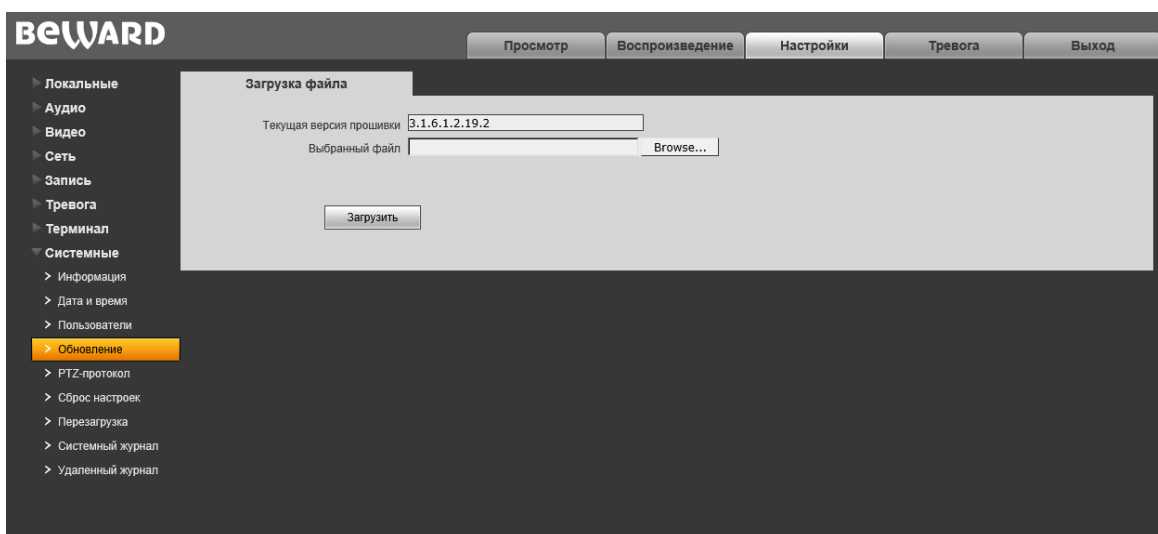 BEWARD
Просмотр Воспроизведение Настройки Тревога Выход
Локальные
Аудио
Видео
Сеть
Запись
Тревога
Терминал
Системные
Информация
Дата и время
Пользователи
Обновление
PTZ-протокол
Сброс настроек
Перезагрузка
Системный журнал
Удаленный журнал
Загрузка файла
Текущая версия прошивки 3.1.6.1.2.19.2
Выбранный файл Browse...
Загрузить